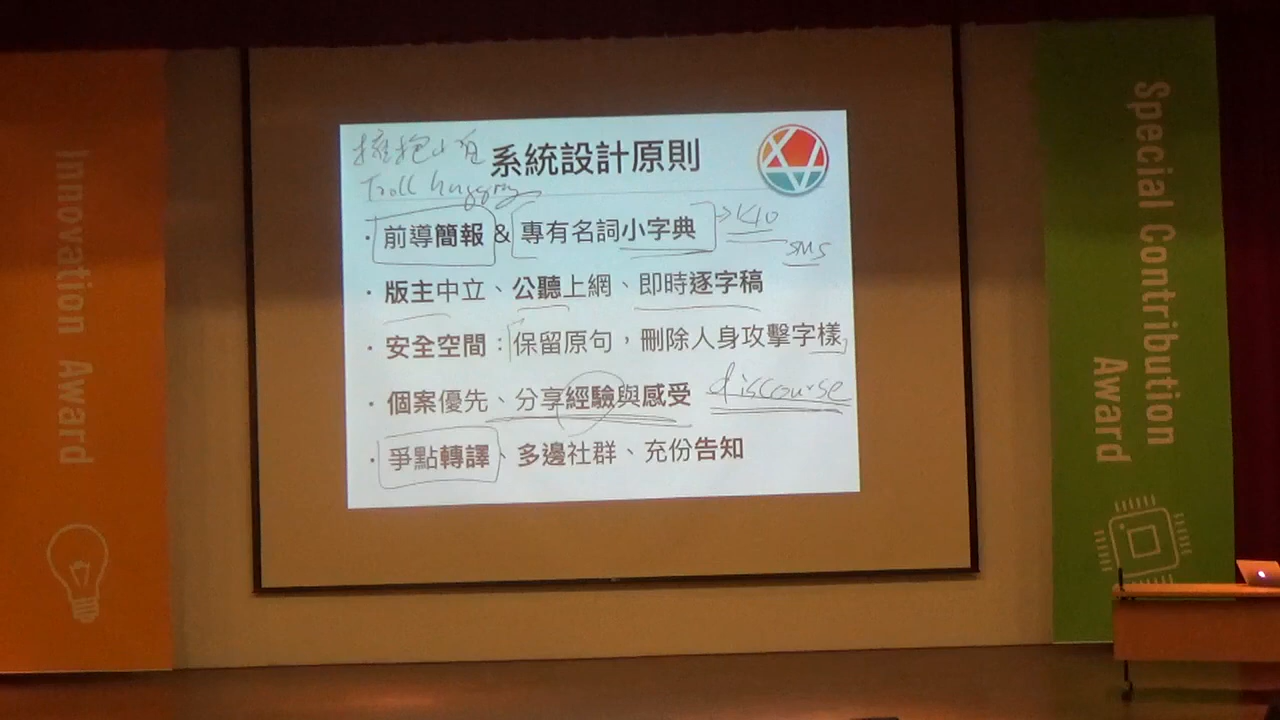 Innovation Award
擁抱小白 系統設計原則
Troll hugging
· 前導簡報 & 專有名詞小字典
SMS
· 版主中立、公聽上網、即時逐字稿
· 安全空間：保留原句，刪除人身攻擊字樣
· 個案優先、分享經驗與感受 discourse
· 爭點轉譯、多邊社群、充份告知
Special Contribution
Award